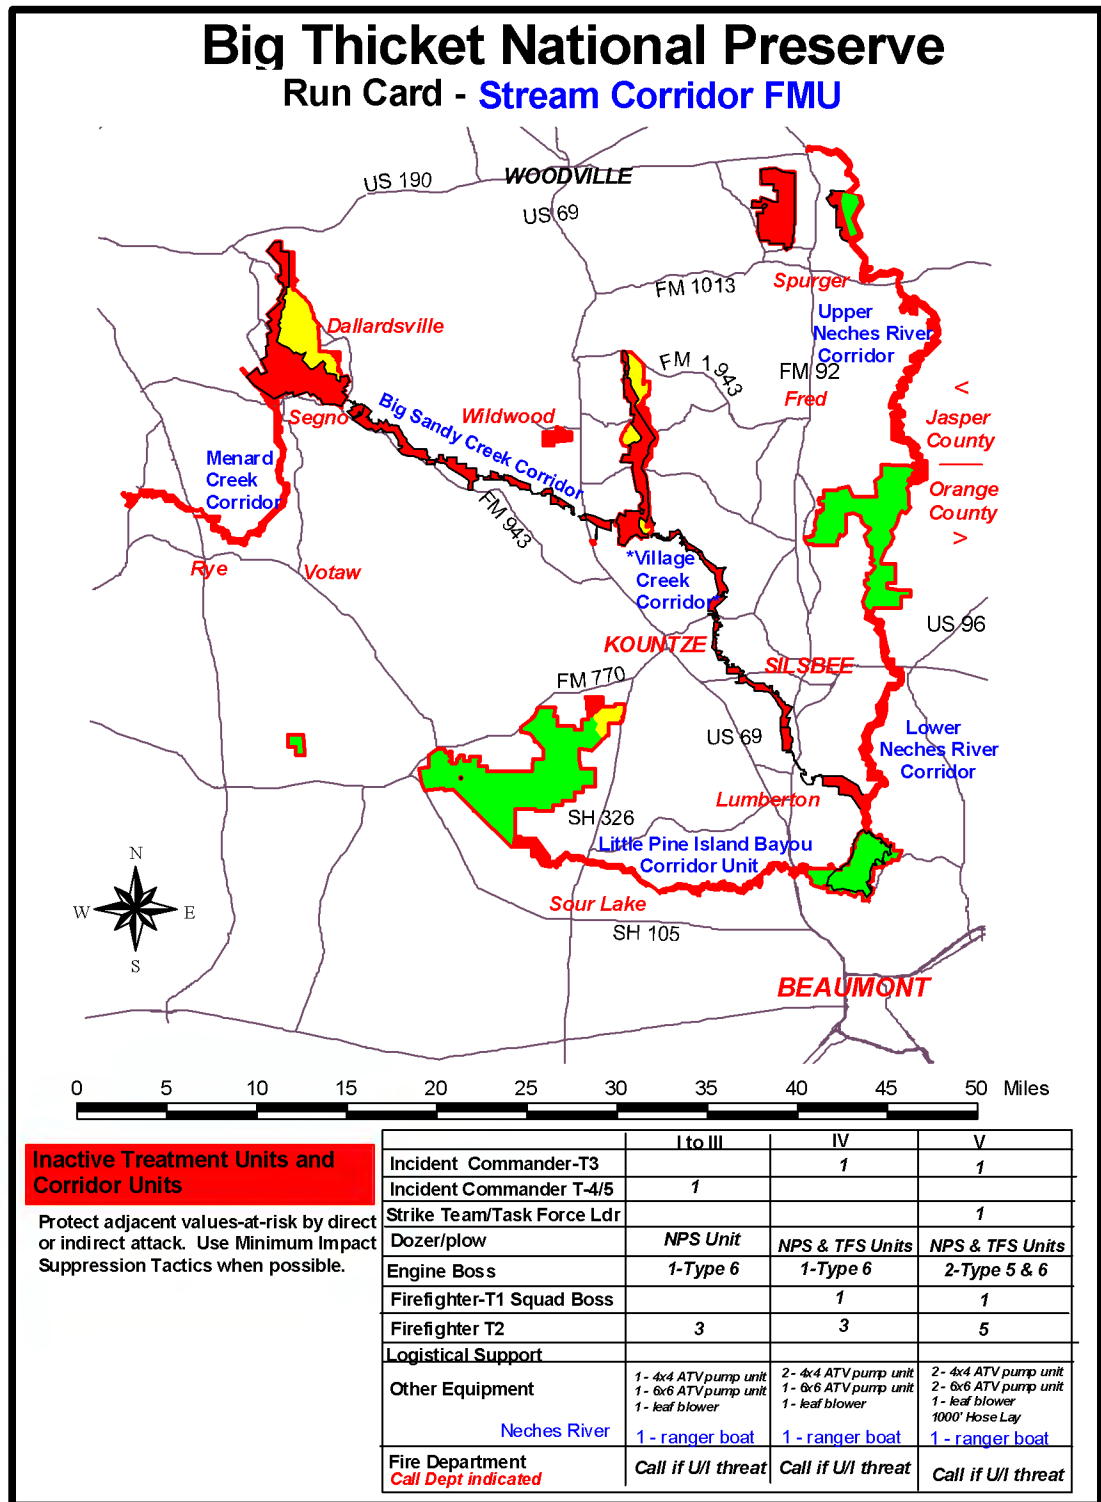 Big Thicket National Preserve
Run Card - Stream Corridor FMU
US 190
WOODVILLE
US 69
FM 1013
Spurger
Upper
Neches River
Corridor
Dallardsville
FM 1943
FM 92
Fred
<
Jasper
County
Segno
Big Sandy Creek Corridor
Wildwood
Menard
Creek
Corridor
FM 943
Orange
County
>
Rye
Votaw
*Village
Creek
Corridor
US 96
KOUNTZE
SILSBEE
FM 770
US 69
Lower
Neches River
Corridor
Lumberton
SH 326
Little Pine Island Bayou
Corridor Unit
N
W
E
S
Sour Lake
SH 105
BEAUMONT
0 5 10 15 20 25 30 35 40 45 50 Miles
Inactive Treatment Units and
Corridor Units
Protect adjacent values-at-risk by direct
or indirect attack. Use Minimum Impact
Suppression Tactics when possible.
I to III IV V
Incident Commander-T3 1 1
Incident Commander T-4/5 1
Strike Team/Task Force Ldr 1
Dozer/plow NPS Unit NPS & TFS Units NPS & TFS Units
Engine Boss 1-Type 6 1-Type 6 2-Type 5 & 6
Firefighter-T1 Squad Boss 1 1
Firefighter T2 3 3 5
Logistical Support
Other Equipment
1 - 4x4 ATV pump unit
1 - 6x6 ATV pump unit
1 - leaf blower
2 - 4x4 ATV pump unit
1 - 6x6 ATV pump unit
1 - leaf blower
2 - 4x4 ATV pump unit
2 - 6x6 ATV pump unit
1 - leaf blower
1000' Hose Lay
Neches River 1 - ranger boat 1 - ranger boat 1 - ranger boat
Fire Department Call if U/I threat Call if U/I threat Call if U/I threat
Call Dept indicated